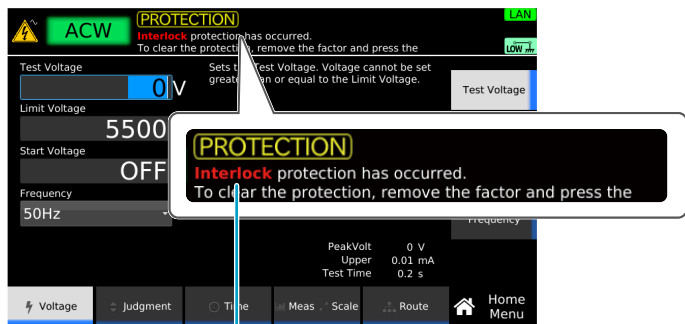 ACW
PROTECTION
Interlock protection has occurred.
To clear the protection, remove the factor and press the
LAN
LOW
Test Voltage
0 V
Sets the Test Voltage. Voltage cannot be set
greater than or equal to the Limit Voltage.
Test Voltage
Limit Voltage
5500
Start Voltage
OFF
Frequency
50Hz
PROTECTION
Interlock protection has occurred.
To clear the protection, remove the factor and press the
Frequency
PeakVolt 0 V
Upper 0.01 mA
Test Time 0.2 s
Voltage
Judgment
Time
Meas / Scale
Route
Home
Menu